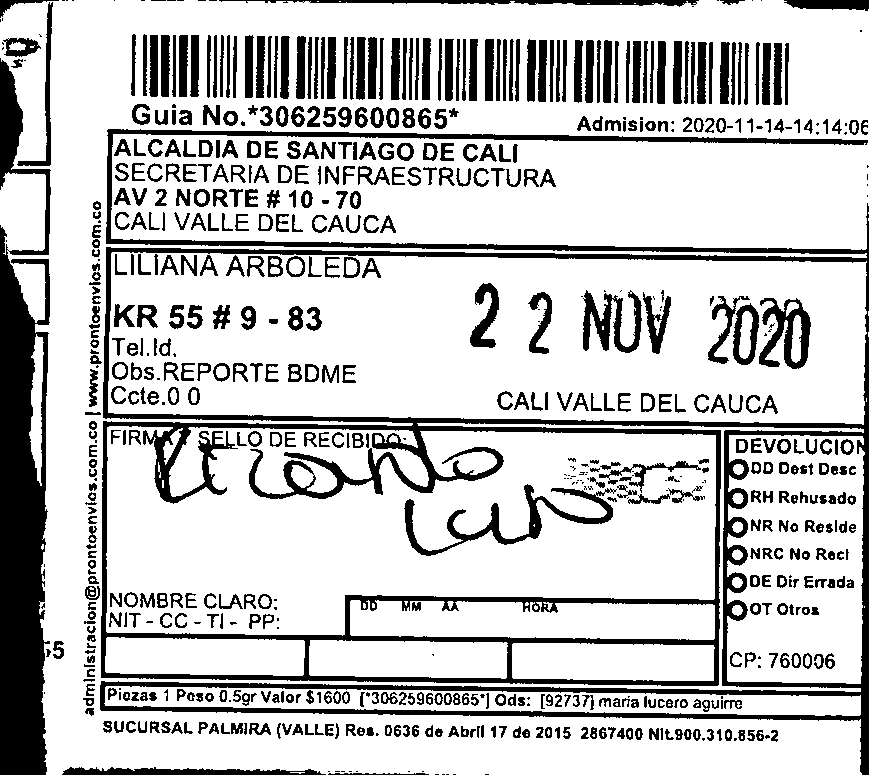 Guia No.*306259600865*
Admision: 2020-11-14-14:14:06
ALCALDIA DE SANTIAGO DE CALI
SECRETARIA DE INFRAESTRUCTURA
AV 2 NORTE # 10 - 70
CALI VALLE DEL CAUCA
LILIANA ARBOLEDA
KR 55 # 9 - 83
Tel.Id.
Obs.REPORTE BDME
Ccte.0 0
22 NOV 2020
CALI VALLE DEL CAUCA
administracion@prontoenvios.com.co | www.prontoenvios.com.co
FIRMA Y SELLO DE RECIBIDO:
Ricardo
NOMBRE CLARO:
NIT - CC - TI - PP:
DD MM AA HORA
DEVOLUCION
DD Dest Desc
RH Rehusado
NR No Reside
NRC No Recl
DE Dir Errada
OT Otros
CP: 760006
55
Piezas 1 Peso 0.5gr Valor $1600 [*306259600865*] Ods: [92737] maria lucero aguirre
SUCURSAL PALMIRA (VALLE) Res. 0636 de Abril 17 de 2015 2867400 Nit.900.310.856-2